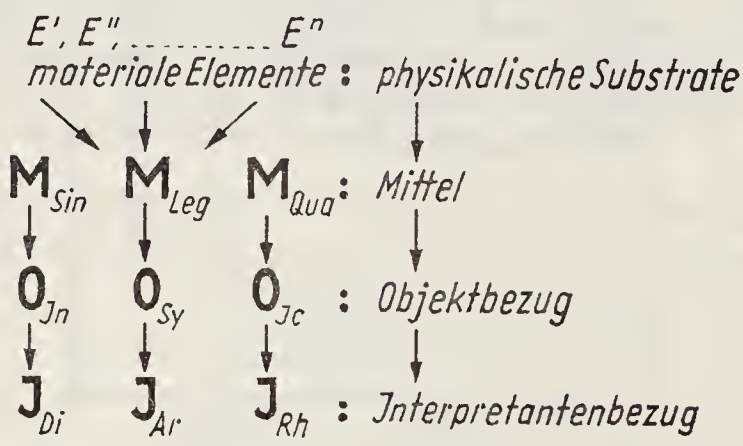 E', E", ......... Eⁿ
materiale Elemente : physikalische Substrate
M_Sin M_Leg M_Qua : Mittel
O_Jn O_Sy O_Jc : Objektbezug
J_Di J_Ar J_Rh : Jnterpretantenbezug